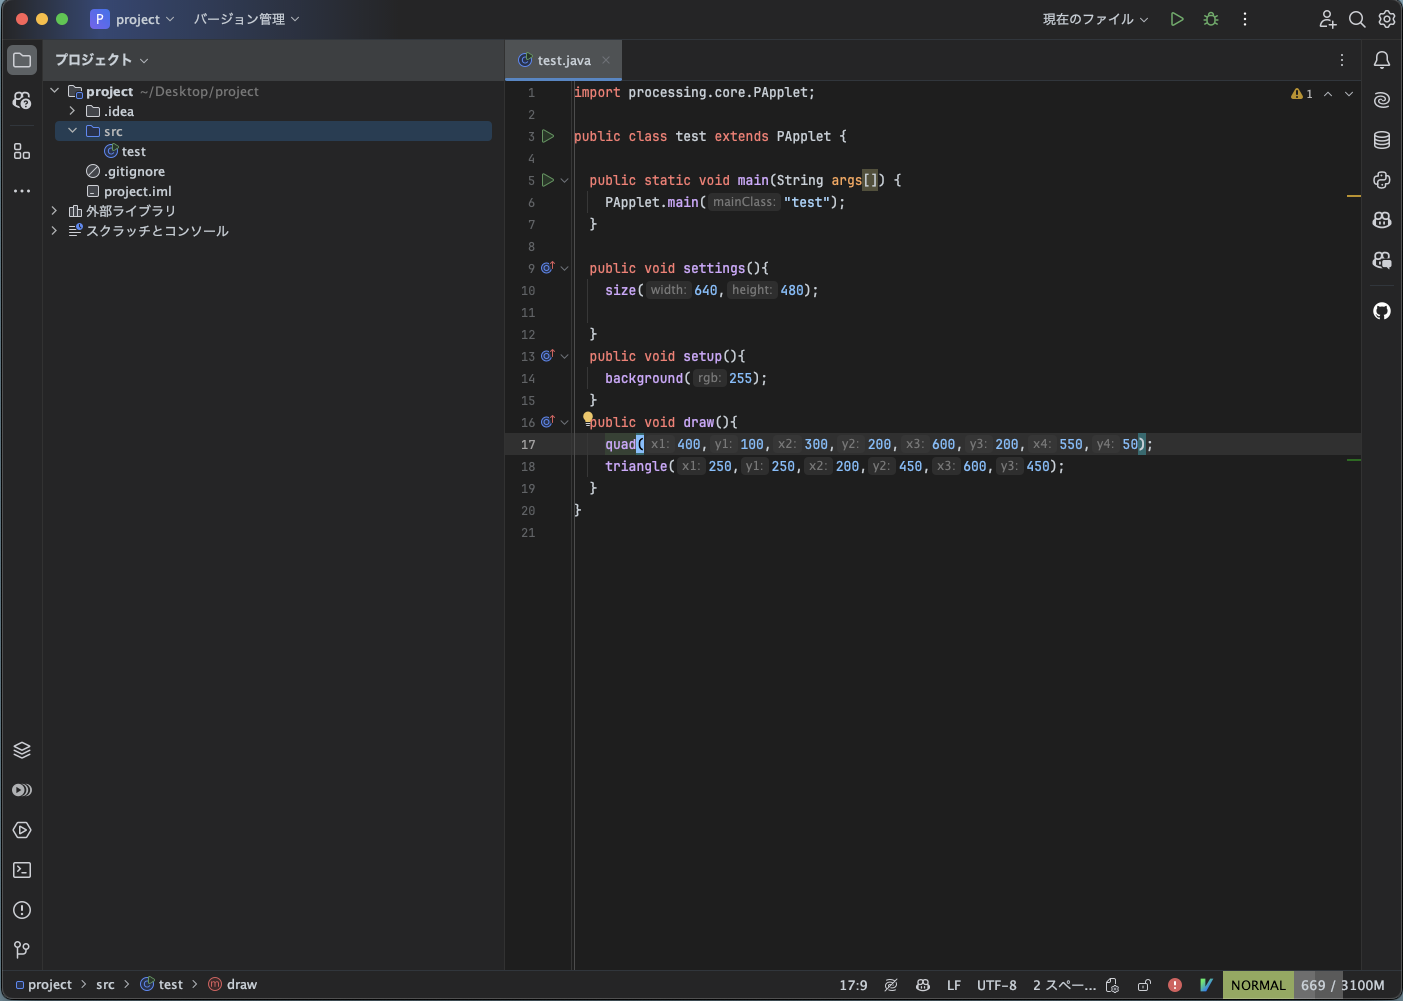 P project バージョン管理 現在のファイル
プロジェクト
test.java
project ~/Desktop/project
.idea
src
test
.gitignore
project.iml
外部ライブラリ
スクラッチとコンソール
1 import processing.core.PApplet;
1
2
3 public class test extends PApplet {
4
5 public static void main(String args[]) {
6 PApplet.main( mainClass: "test");
7 }
8
9 public void settings(){
10 size( width: 640, height: 480);
11
12 }
13 public void setup(){
14 background( rgb: 255);
15 }
16 public void draw(){
17 quad( x1: 400, y1: 100, x2: 300, y2: 200, x3: 600, y3: 200, x4: 550, y4: 50);
18 triangle( x1: 250, y1: 250, x2: 200, y2: 450, x3: 600, y3: 450);
19 }
20 }
21
project > src > test > draw
17:9 LF UTF-8 2 スペー... NORMAL 669 / 3100M